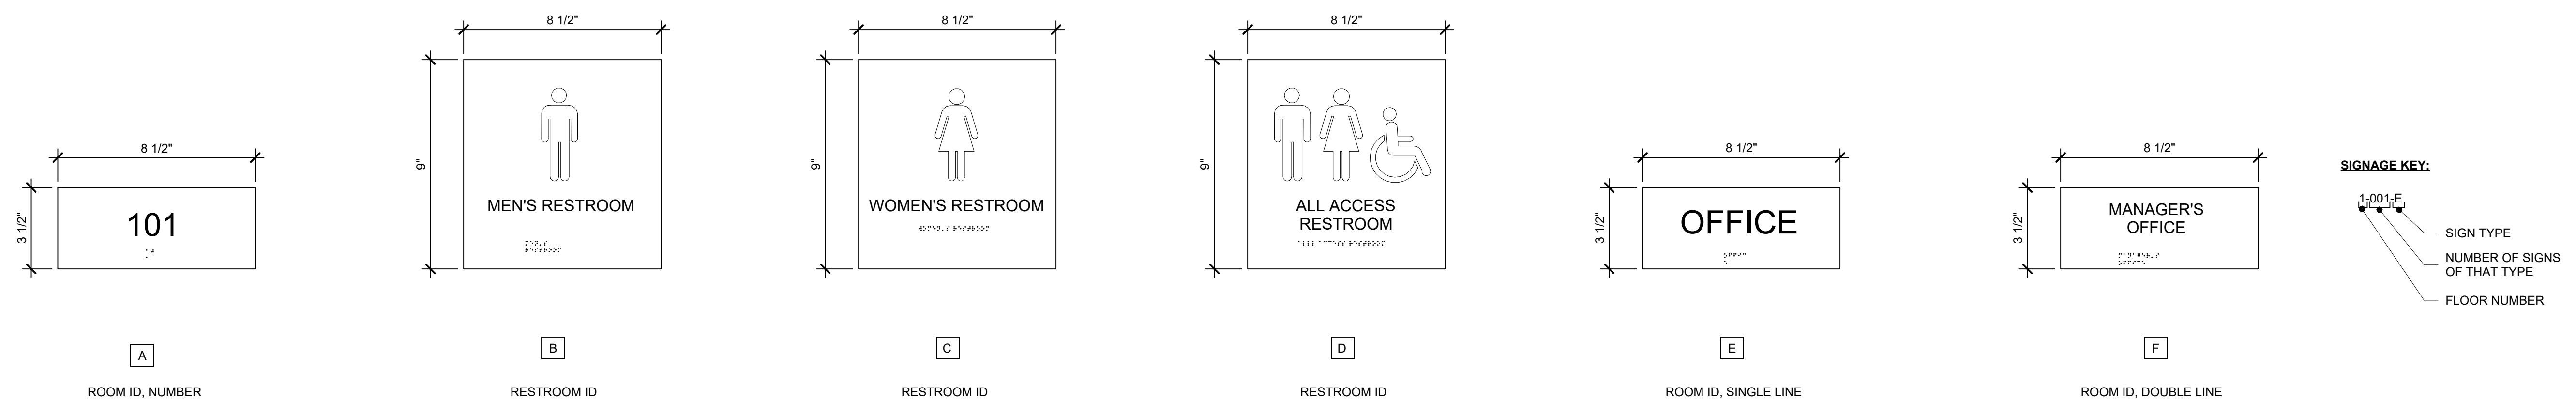 8 1/2"
3 1/2"
101
A
ROOM ID, NUMBER
8 1/2"
9"
MEN'S RESTROOM
B
RESTROOM ID
8 1/2"
9"
WOMEN'S RESTROOM
C
RESTROOM ID
8 1/2"
9"
ALL ACCESS
RESTROOM
D
RESTROOM ID
8 1/2"
3 1/2"
OFFICE
E
ROOM ID, SINGLE LINE
8 1/2"
3 1/2"
MANAGER'S
OFFICE
F
ROOM ID, DOUBLE LINE
SIGNAGE KEY:
1-001-E
SIGN TYPE
NUMBER OF SIGNS
OF THAT TYPE
FLOOR NUMBER